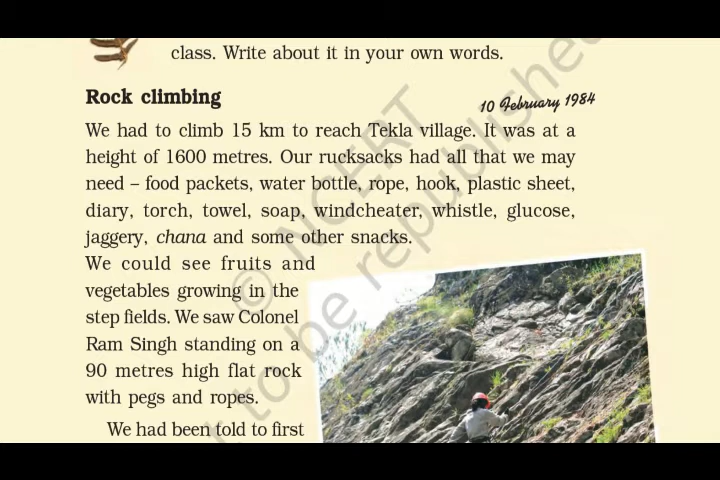 class. Write about it in your own words.
Rock climbing
10 February 1984
We had to climb 15 km to reach Tekla village. It was at a
height of 1600 metres. Our rucksacks had all that we may
need – food packets, water bottle, rope, hook, plastic sheet,
diary, torch, towel, soap, windcheater, whistle, glucose,
jaggery, chana and some other snacks.
We could see fruits and
vegetables growing in the
step fields. We saw Colonel
Ram Singh standing on a
90 metres high flat rock
with pegs and ropes.
We had been told to first
© NCERT
to be republished